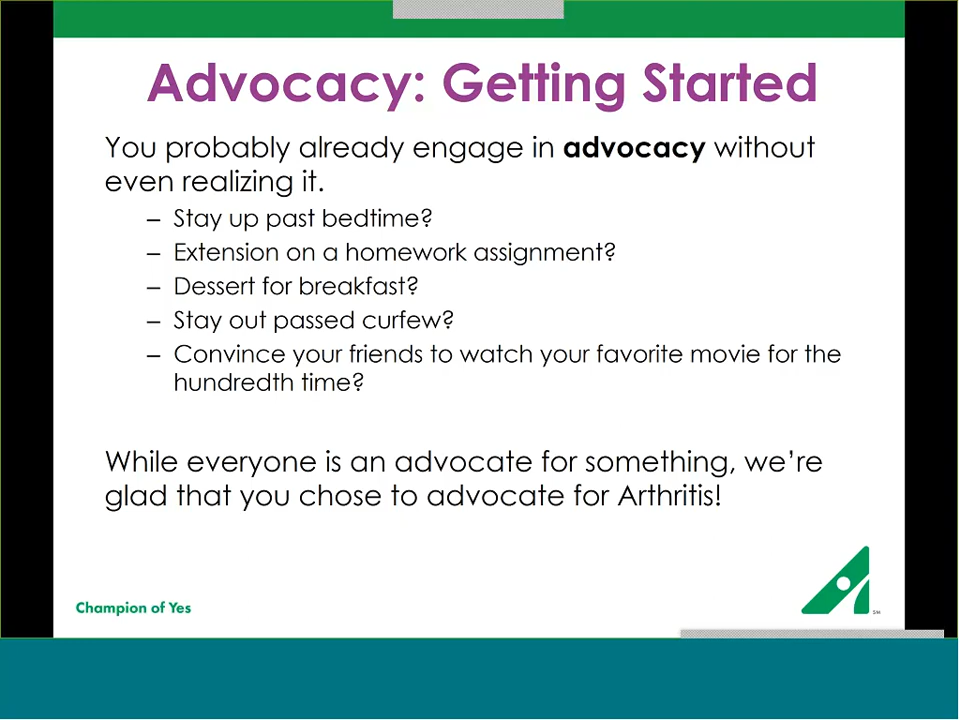 Advocacy: Getting Started
You probably already engage in advocacy without
even realizing it.
– Stay up past bedtime?
– Extension on a homework assignment?
– Dessert for breakfast?
– Stay out passed curfew?
– Convince your friends to watch your favorite movie for the
hundredth time?
While everyone is an advocate for something, we’re
glad that you chose to advocate for Arthritis!
Champion of Yes
SM